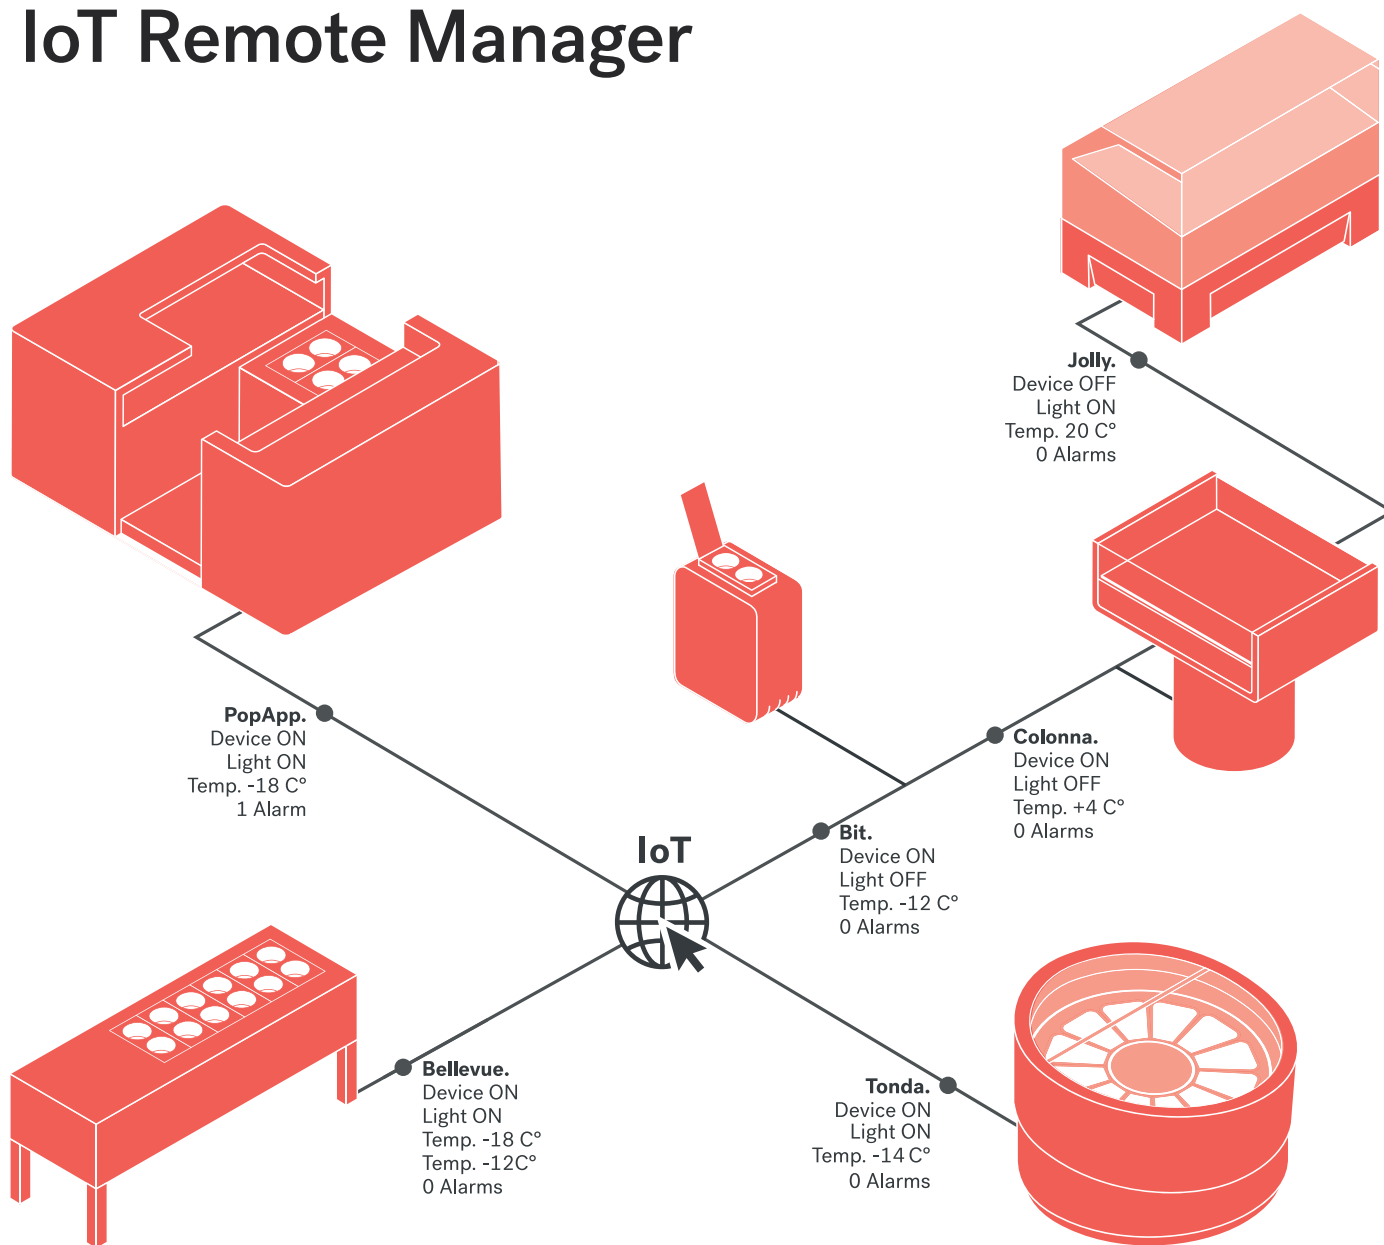 IoT Remote Manager
Jolly.
Device OFF
Light ON
Temp. 20 C°
0 Alarms
PopApp.
Device ON
Light ON
Temp. -18 C°
1 Alarm
Colonna.
Device ON
Light OFF
Temp. +4 C°
0 Alarms
Bit.
Device ON
Light OFF
Temp. -12 C°
0 Alarms
IoT
Bellevue.
Device ON
Light ON
Temp. -18 C°
Temp. -12C°
0 Alarms
Tonda.
Device ON
Light ON
Temp. -14 C°
0 Alarms